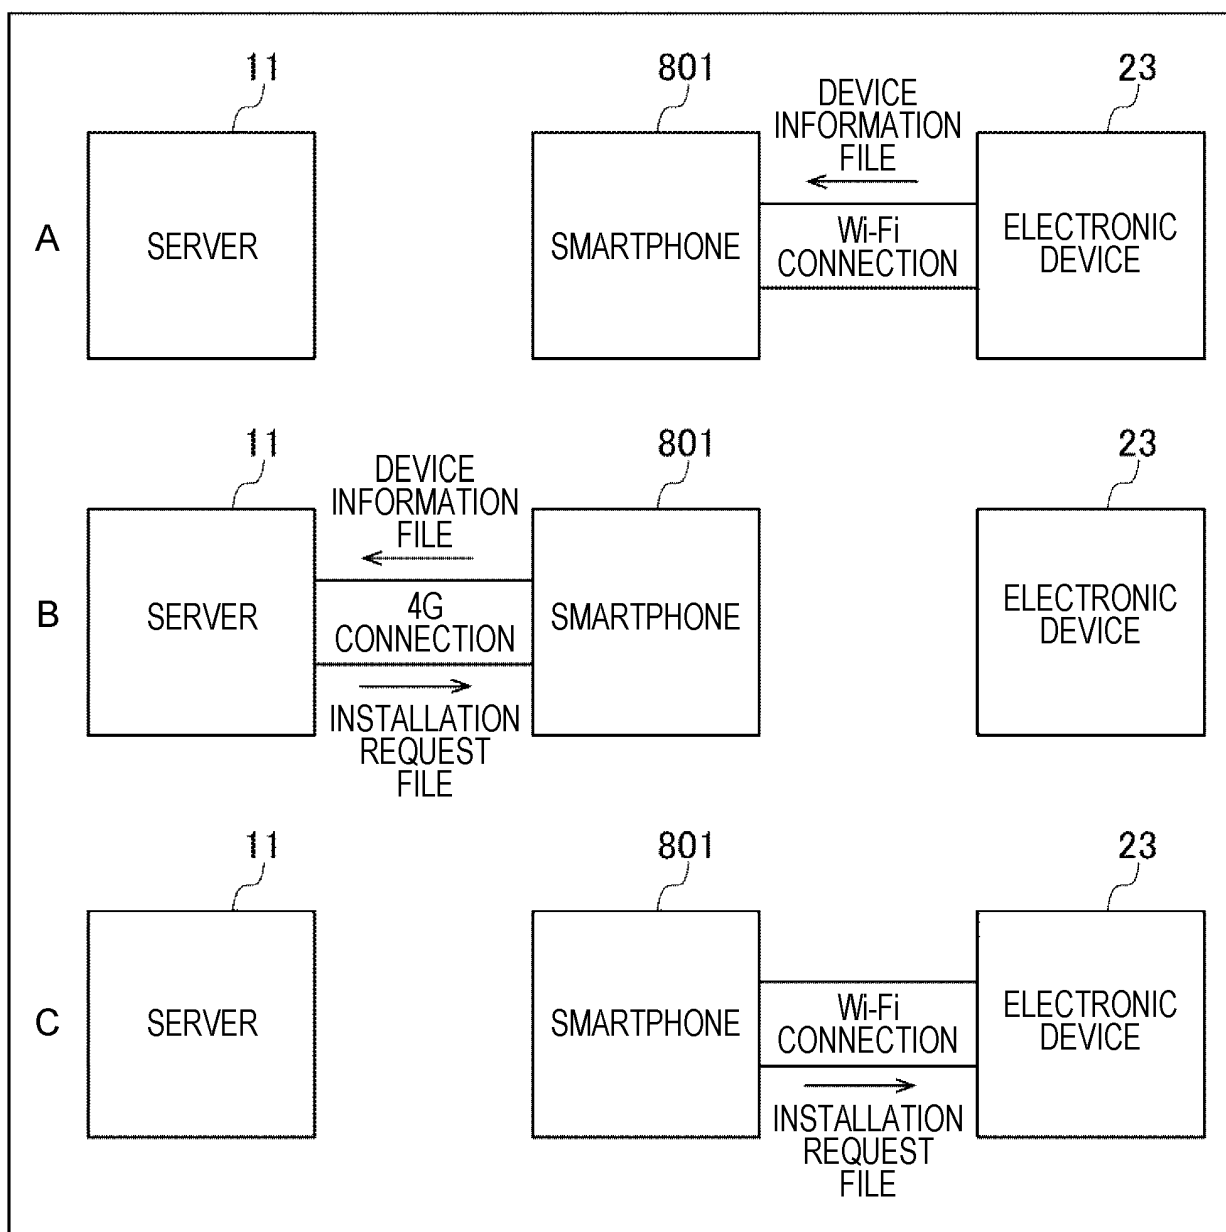 11
801
23
DEVICE
INFORMATION
FILE
A
SERVER
SMARTPHONE
Wi-Fi
CONNECTION
ELECTRONIC
DEVICE
11
801
23
DEVICE
INFORMATION
FILE
B
SERVER
4G
CONNECTION
SMARTPHONE
ELECTRONIC
DEVICE
INSTALLATION
REQUEST
FILE
11
801
23
C
SERVER
SMARTPHONE
Wi-Fi
CONNECTION
ELECTRONIC
DEVICE
INSTALLATION
REQUEST
FILE